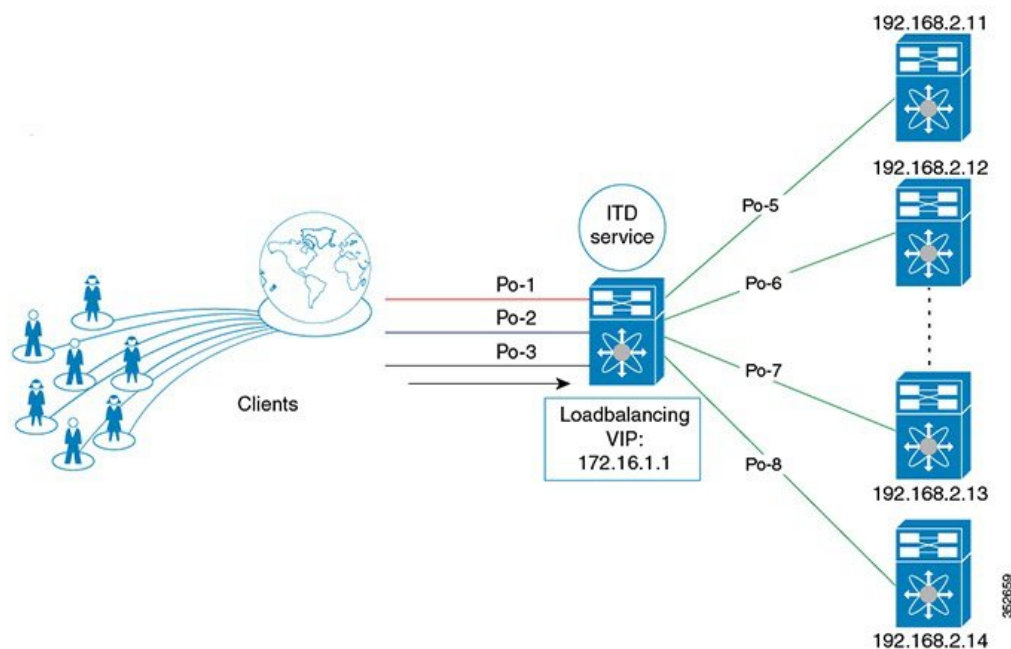 192.168.2.11
192.168.2.12
Po-5
ITD
service
Po-6
Po-1
Po-2
Po-3
Po-7
Clients
Loadbalancing
VIP:
172.16.1.1
Po-8
192.168.2.13
192.168.2.14
352659